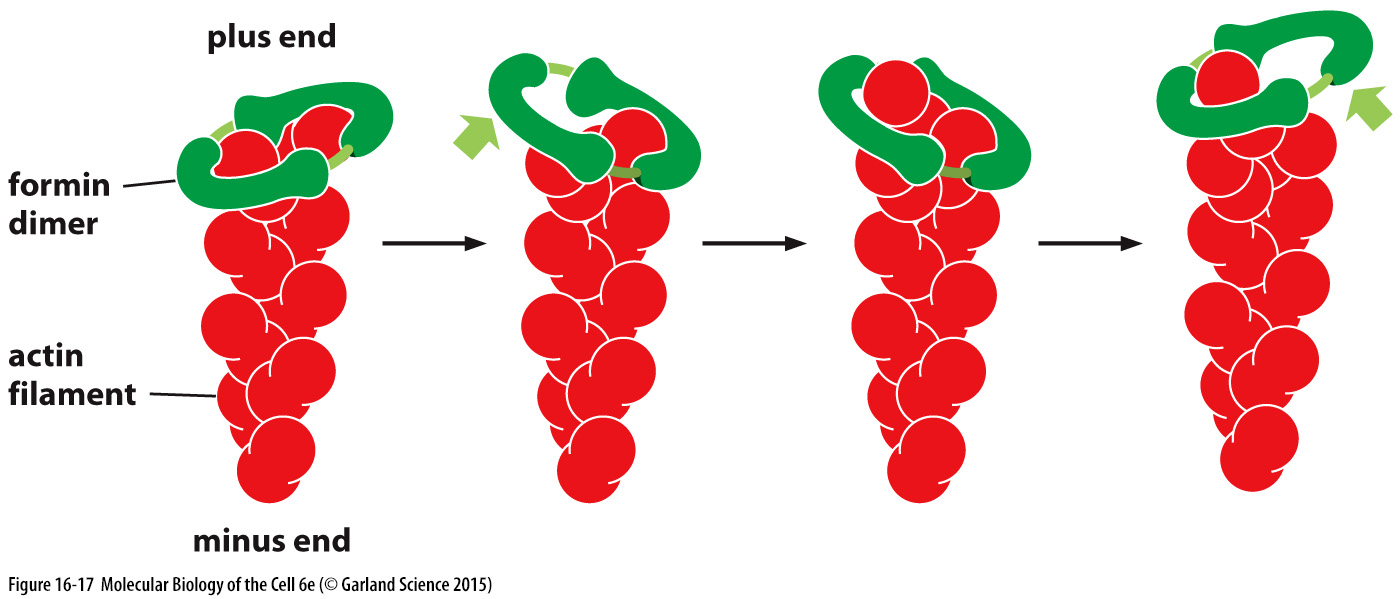 plus end
formin
dimer
actin
filament
minus end
Figure 16-17 Molecular Biology of the Cell 6e (© Garland Science 2015)